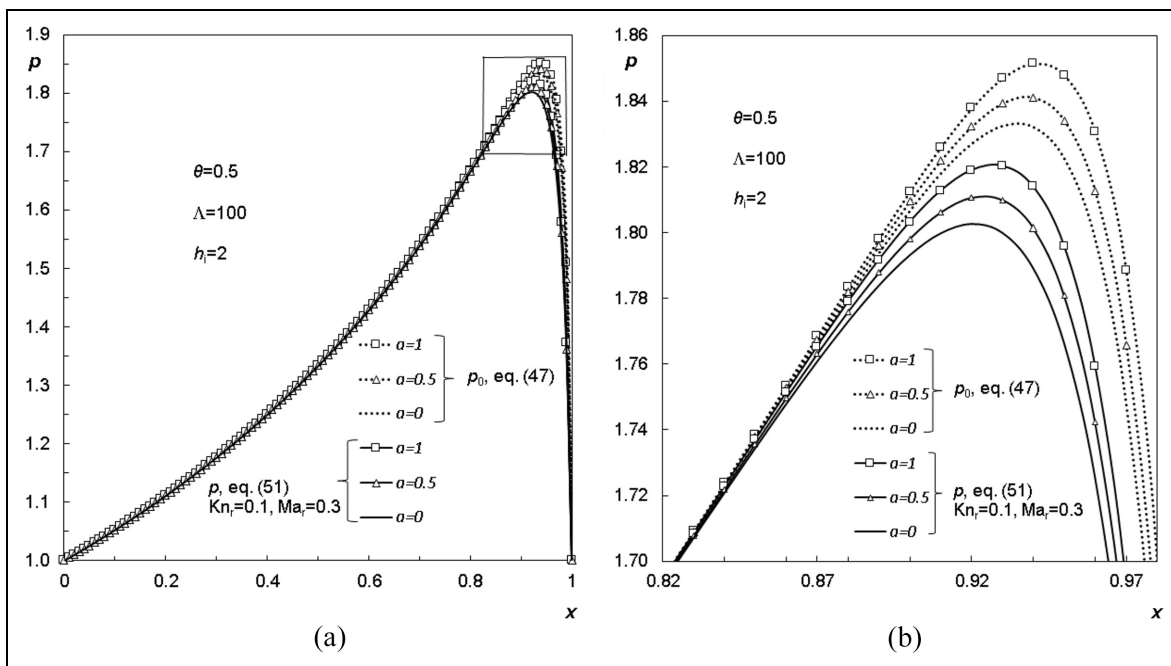 1.9
p
1.8
1.7
1.6
1.5
1.4
1.3
1.2
1.1
1.0
θ=0.5
Λ=100
hᵢ=2
a=1
a=0.5
a=0
p₀, eq. (47)
a=1
a=0.5
a=0
p, eq. (51)
Knᵣ=0.1, Maᵣ=0.3
0 0.2 0.4 0.6 0.8 1
x
(a)
1.86
p
1.84
1.82
1.80
1.78
1.76
1.74
1.72
1.70
θ=0.5
Λ=100
hᵢ=2
a=1
a=0.5
a=0
p₀, eq. (47)
a=1
a=0.5
a=0
p, eq. (51)
Knᵣ=0.1, Maᵣ=0.3
0.82 0.87 0.92 0.97
x
(b)